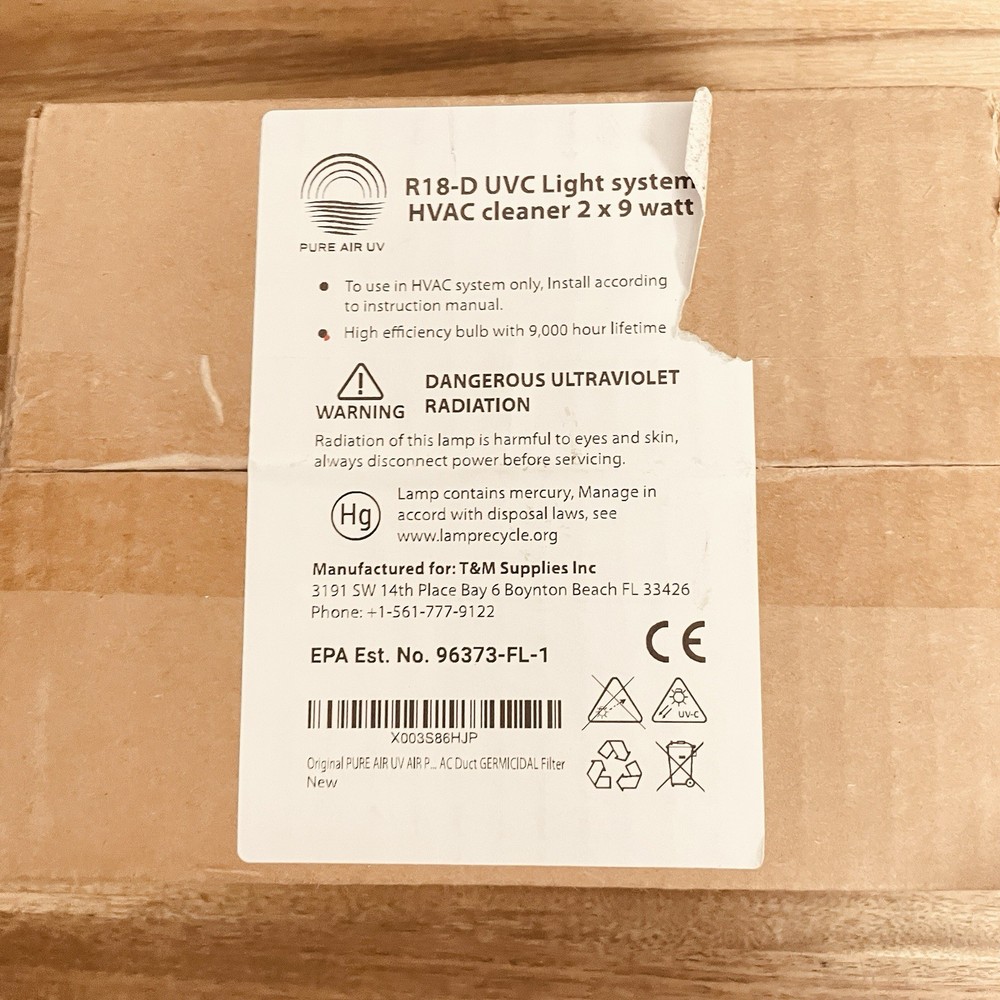 PURE AIR UV
R18-D UVC Light system
HVAC cleaner 2 x 9 watt
To use in HVAC system only, Install according
to instruction manual.
High efficiency bulb with 9,000 hour lifetime
WARNING
DANGEROUS ULTRAVIOLET
RADIATION
Radiation of this lamp is harmful to eyes and skin,
always disconnect power before servicing.
Hg
Lamp contains mercury, Manage in
accord with disposal laws, see
www.lamprecycle.org
Manufactured for: T&M Supplies Inc
3191 SW 14th Place Bay 6 Boynton Beach FL 33426
Phone: +1-561-777-9122
EPA Est. No. 96373-FL-1
CE
UV-C
X003S86HJP
Original PURE AIR UV AIR P... AC Duct GERMICIDAL Filter
New